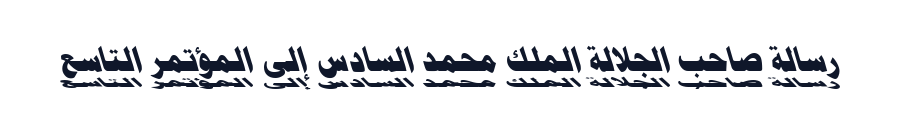 رسالة صاحب الجلالة الملك محمد السادس إلى المؤتمر التاسع